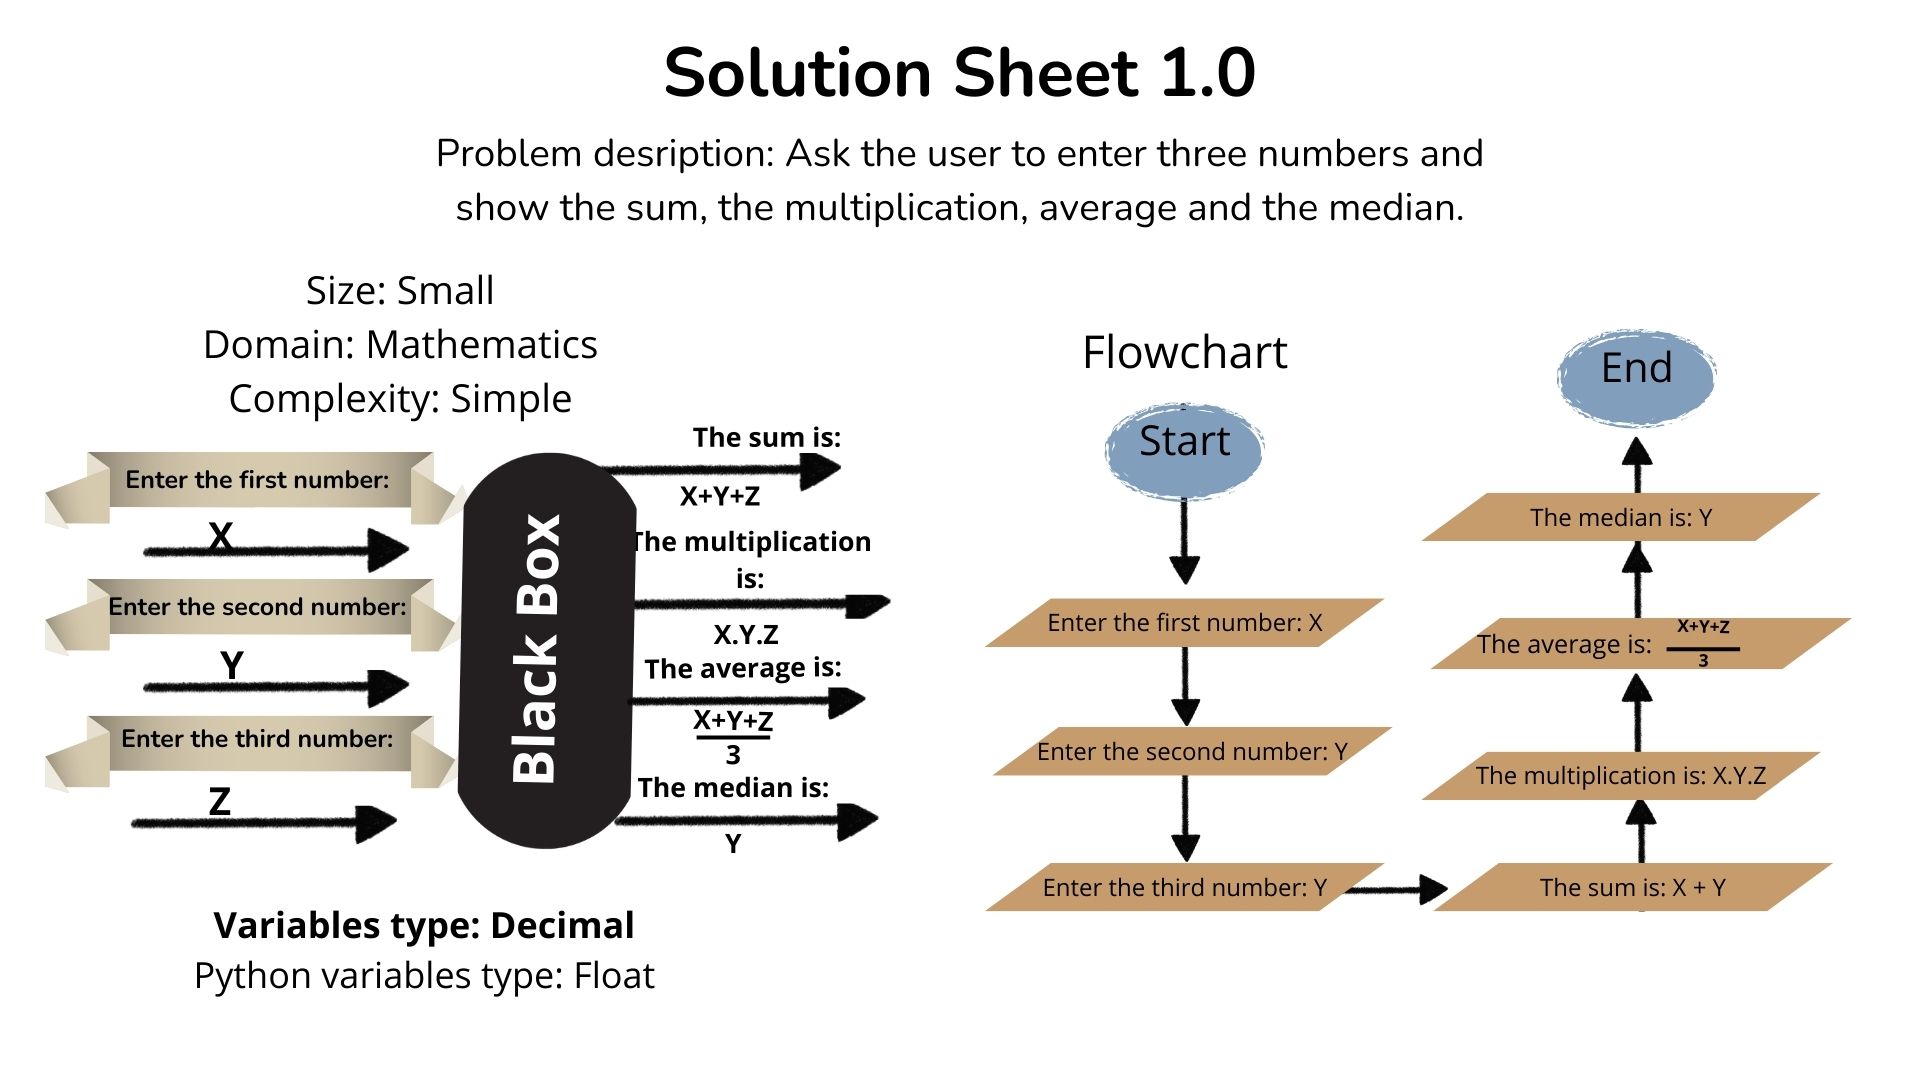 Solution Sheet 1.0
Problem desription: Ask the user to enter three numbers and
show the sum, the multiplication, average and the median.
Size: Small
Domain: Mathematics
Complexity: Simple
Enter the first number:
X
Enter the second number:
Y
Enter the third number:
Z
Black Box
The sum is:
X+Y+Z
The multiplication
is:
X.Y.Z
The average is:
X+Y+Z
3
The median is:
Y
Variables type: Decimal
Python variables type: Float
Flowchart
Start
Enter the first number: X
Enter the second number: Y
Enter the third number: Y
The sum is: X + Y
The multiplication is: X.Y.Z
The average is:
X+Y+Z
3
The median is: Y
End